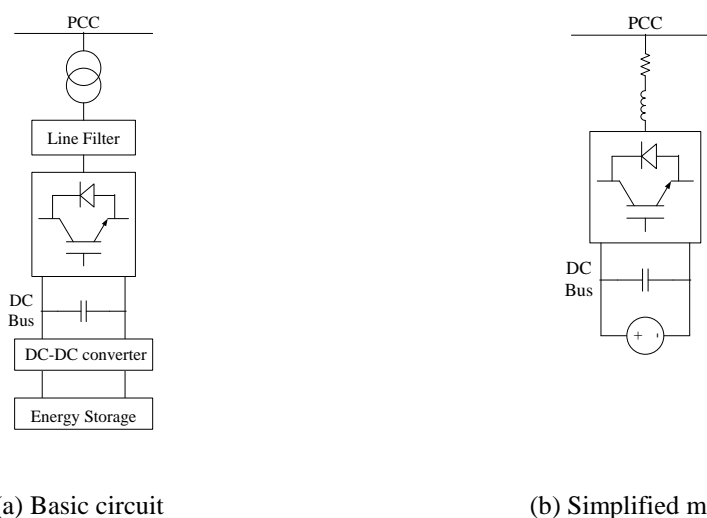 PCC
Line Filter
DC
Bus
DC-DC converter
Energy Storage
(a) Basic circuit
PCC
DC
Bus
+ -
(b) Simplified m